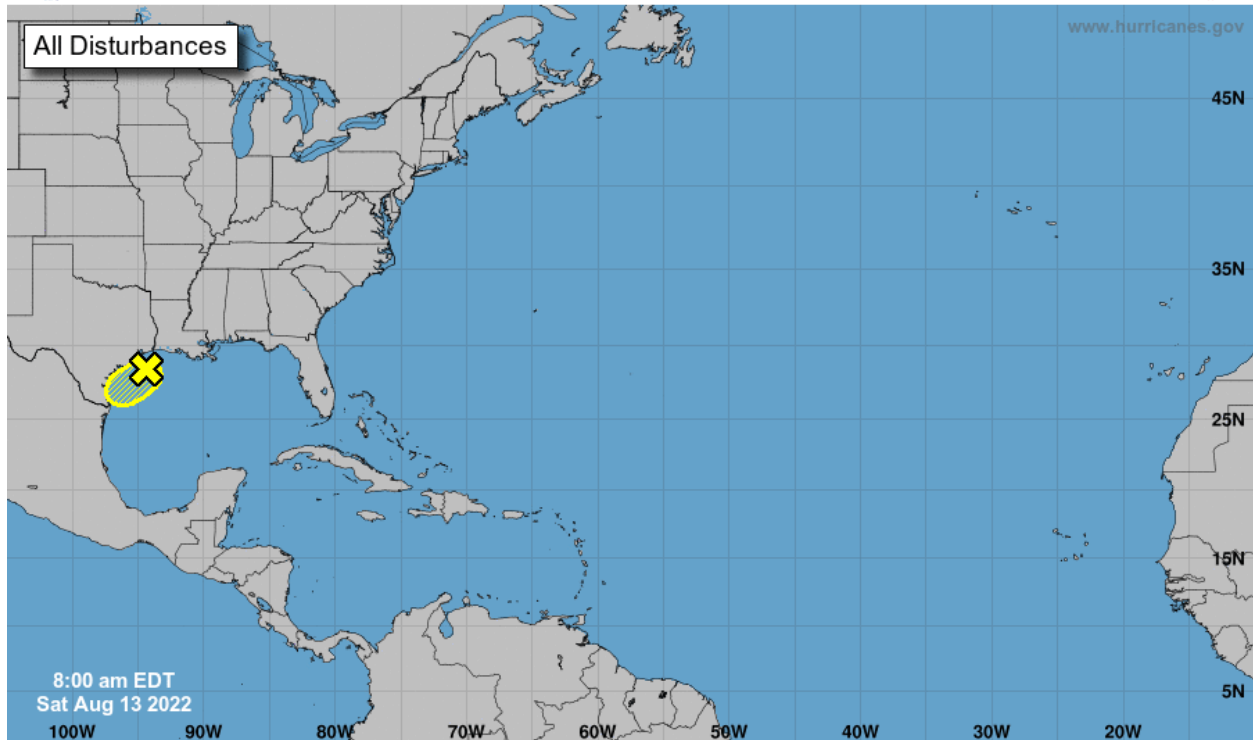 All Disturbances
www.hurricanes.gov
45N
35N
25N
15N
5N
8:00 am EDT
Sat Aug 13 2022
100W 90W 80W 70W 60W 50W 40W 30W 20W